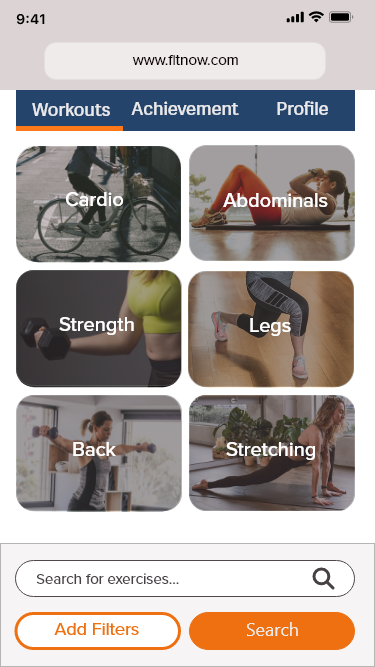 9:41
www.fitnow.com
Workouts Achievement Profile
Cardio Abdominals
Strength Legs
Back Stretching
Search for exercises...
Add Filters Search